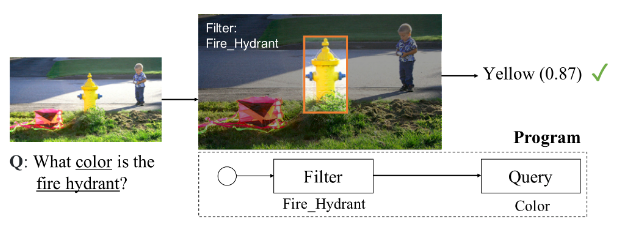 Filter:
Fire_Hydrant
Yellow (0.87) ✓
Q: What color is the
fire hydrant?
Program
Filter
Query
Fire_Hydrant
Color